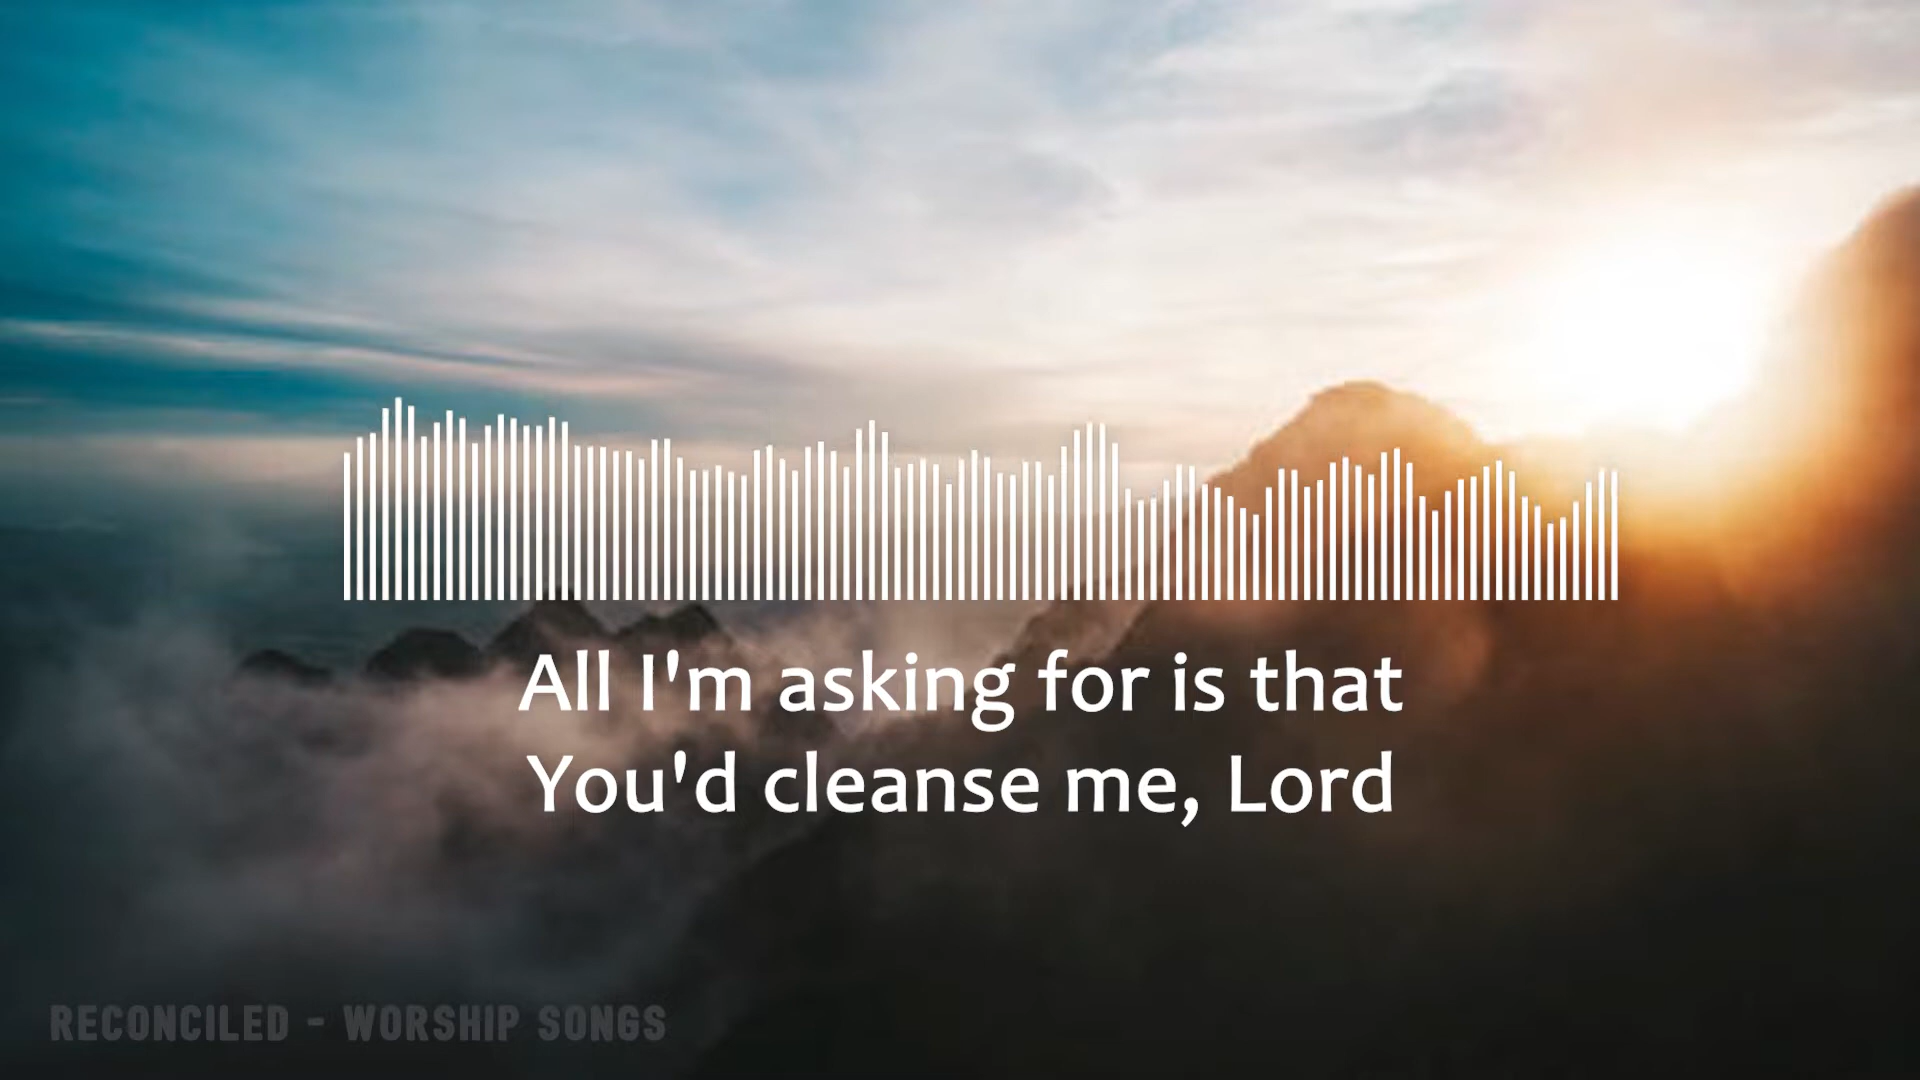 All I'm asking for is that
You'd cleanse me, Lord
RECONCILED - WORSHIP SONGS